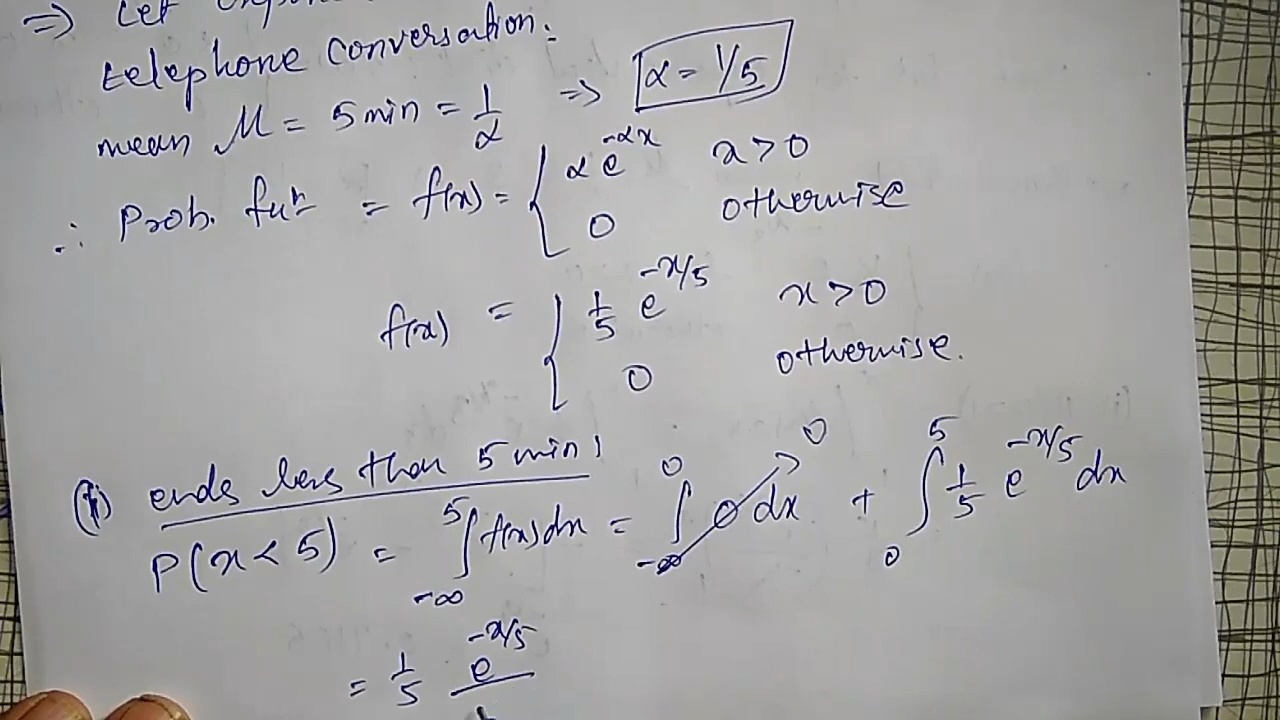 => Let
telephone conversation.
mean M = 5 min = 1/α => α = 1/5
∴ Prob. fuⁿ = f(x) = { α e^-αx x > 0
0 otherwise
f(x) = { 1/5 e^-x/5 x > 0
0 otherwise.
(i) ends less than 5 min:
P(x < 5) = ∫_-∞^5 f(x) dx = ∫_-∞^0 0 dx → 0 + ∫_0^5 1/5 e^-x/5 dx
= 1/5 e^-x/5